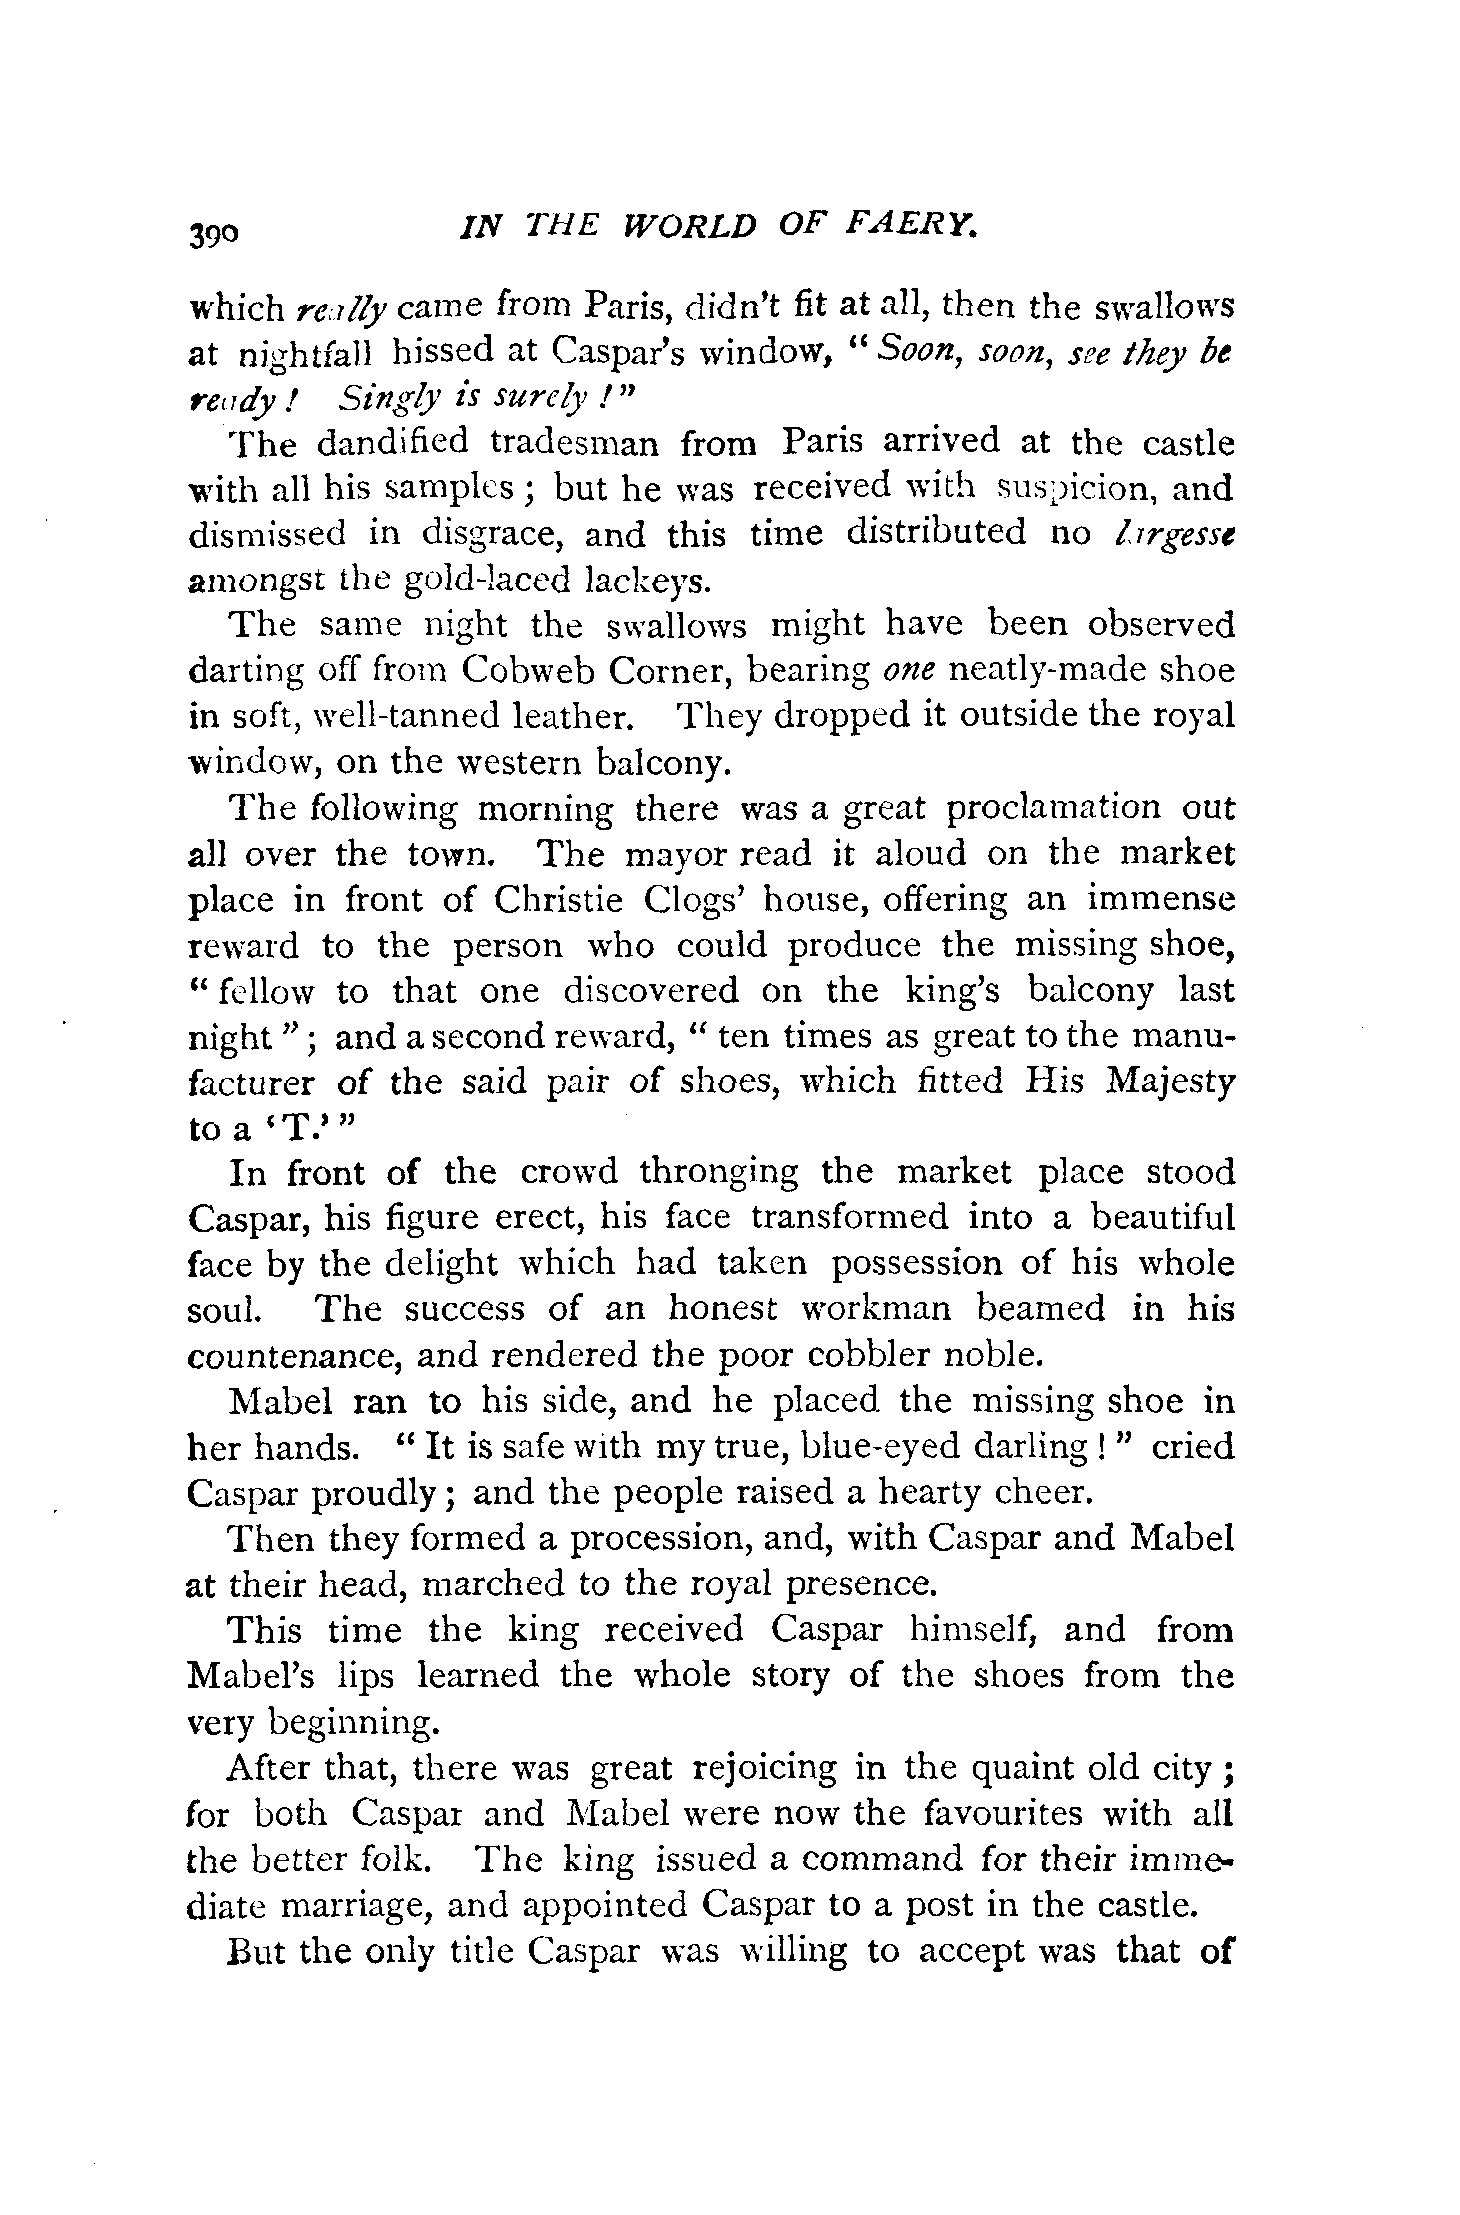 390 IN THE WORLD OF FAERY.
which really came from Paris, didn't fit at all, then the swallows
at nightfall hissed at Caspar's window, "Soon, soon, see they be
ready! Singly is surely!"
The dandified tradesman from Paris arrived at the castle
with all his samples; but he was received with suspicion, and
dismissed in disgrace, and this time distributed no largesse
amongst the gold-laced lackeys.
The same night the swallows might have been observed
darting off from Cobweb Corner, bearing one neatly-made shoe
in soft, well-tanned leather. They dropped it outside the royal
window, on the western balcony.
The following morning there was a great proclamation out
all over the town. The mayor read it aloud on the market
place in front of Christie Clogs' house, offering an immense
reward to the person who could produce the missing shoe,
"fellow to that one discovered on the king's balcony last
night"; and a second reward, "ten times as great to the manu-
facturer of the said pair of shoes, which fitted His Majesty
to a 'T.'"
In front of the crowd thronging the market place stood
Caspar, his figure erect, his face transformed into a beautiful
face by the delight which had taken possession of his whole
soul. The success of an honest workman beamed in his
countenance, and rendered the poor cobbler noble.
Mabel ran to his side, and he placed the missing shoe in
her hands. "It is safe with my true, blue-eyed darling!" cried
Caspar proudly; and the people raised a hearty cheer.
Then they formed a procession, and, with Caspar and Mabel
at their head, marched to the royal presence.
This time the king received Caspar himself, and from
Mabel's lips learned the whole story of the shoes from the
very beginning.
After that, there was great rejoicing in the quaint old city;
for both Caspar and Mabel were now the favourites with all
the better folk. The king issued a command for their imme-
diate marriage, and appointed Caspar to a post in the castle.
But the only title Caspar was willing to accept was that of